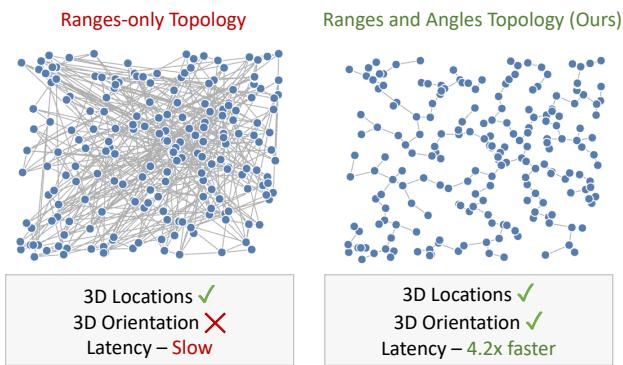 Ranges-only Topology
Ranges and Angles Topology (Ours)
3D Locations ✓
3D Orientation ✗
Latency – Slow
3D Locations ✓
3D Orientation ✓
Latency – 4.2x faster